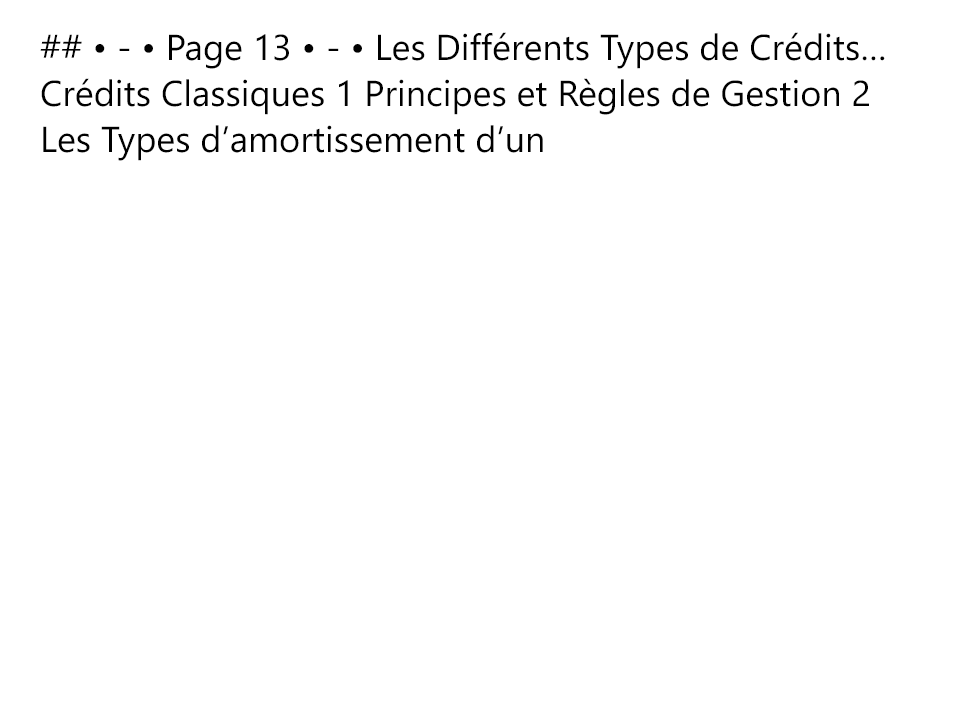 ## • - • Page 13 • - • Les Différents Types de Crédits…
Crédits Classiques 1 Principes et Règles de Gestion 2
Les Types d’amortissement d’un